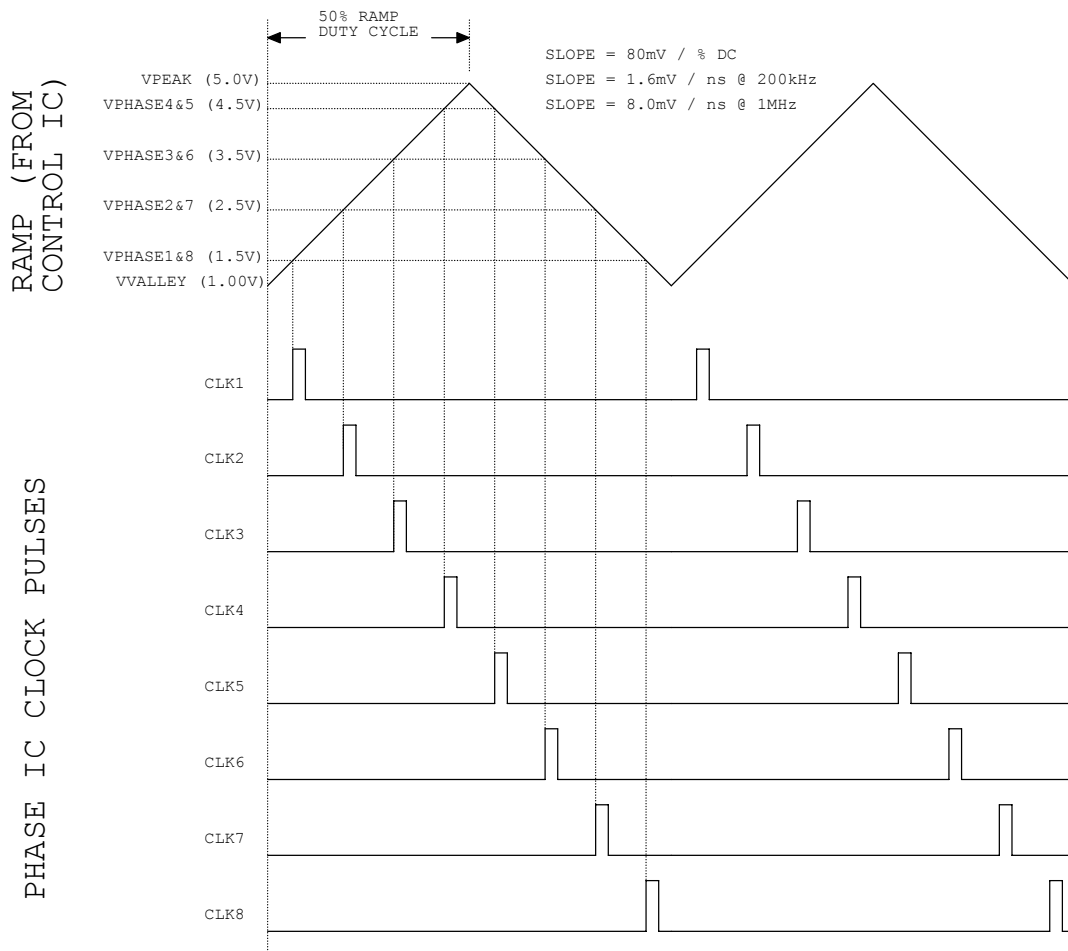 50% RAMP
DUTY CYCLE
SLOPE = 80mV / % DC
SLOPE = 1.6mV / ns @ 200kHz
SLOPE = 8.0mV / ns @ 1MHz
RAMP (FROM
CONTROL IC)
VPEAK (5.0V)
VPHASE4&5 (4.5V)
VPHASE3&6 (3.5V)
VPHASE2&7 (2.5V)
VPHASE1&8 (1.5V)
VVALLEY (1.00V)
PHASE IC CLOCK PULSES
CLK1
CLK2
CLK3
CLK4
CLK5
CLK6
CLK7
CLK8